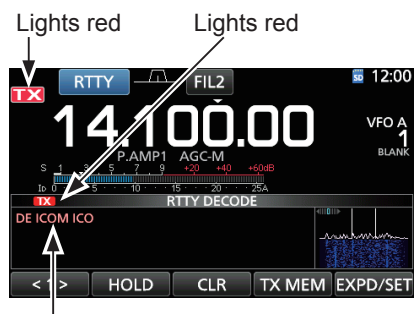 Lights red Lights red
RTTY FIL2 SD 12:00
TX
14.100.00
VFO A
1
BLANK
P.AMP1 AGC-M
S 1 3 5 7 9 +20 +40 +60dB
ID 0 5 10 15 20 25A
TX RTTY DECODE
DE ICOM ICO
< 1 > HOLD CLR TX MEM EXPD/SET